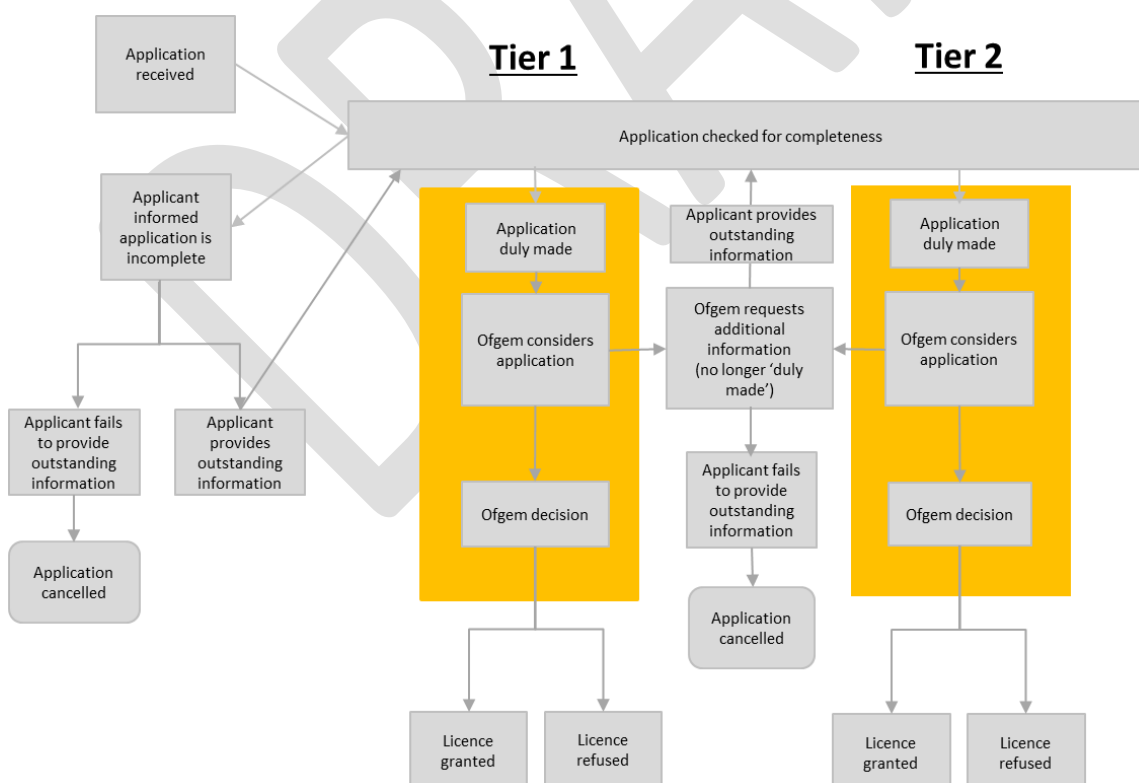 Application
received
Tier 1
Tier 2
Application checked for completeness
Applicant
informed
application is
incomplete
Application
duly made
Applicant provides
outstanding
information
Application
duly made
Ofgem considers
application
Ofgem requests
additional
information
(no longer ‘duly
made’)
Ofgem considers
application
Applicant fails
to provide
outstanding
information
Applicant
provides
outstanding
information
Ofgem decision
Applicant fails
to provide
outstanding
information
Ofgem decision
Application
cancelled
Application
cancelled
Licence
granted
Licence
refused
Licence
granted
Licence
refused